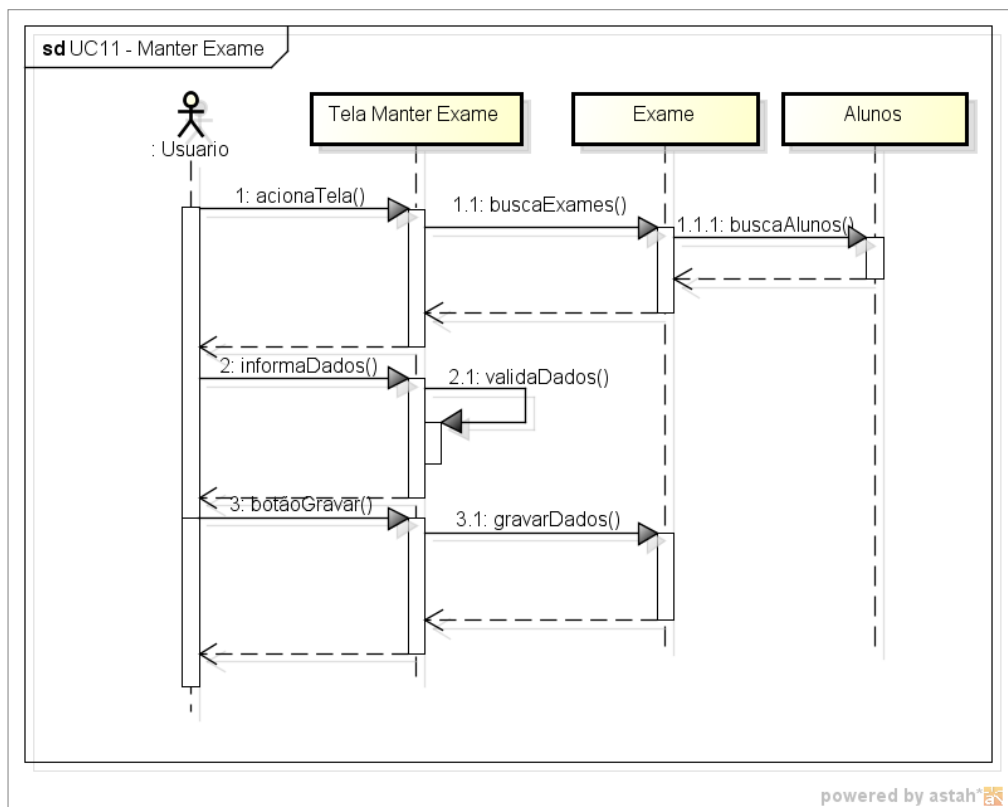 sd UC11 - Manter Exame
: Usuario
Tela Manter Exame
Exame
Alunos
1: acionaTela()
1.1: buscaExames()
1.1.1: buscaAlunos()
2: informaDados()
2.1: validaDados()
3: botãoGravar()
3.1: gravarDados()
powered by astah*